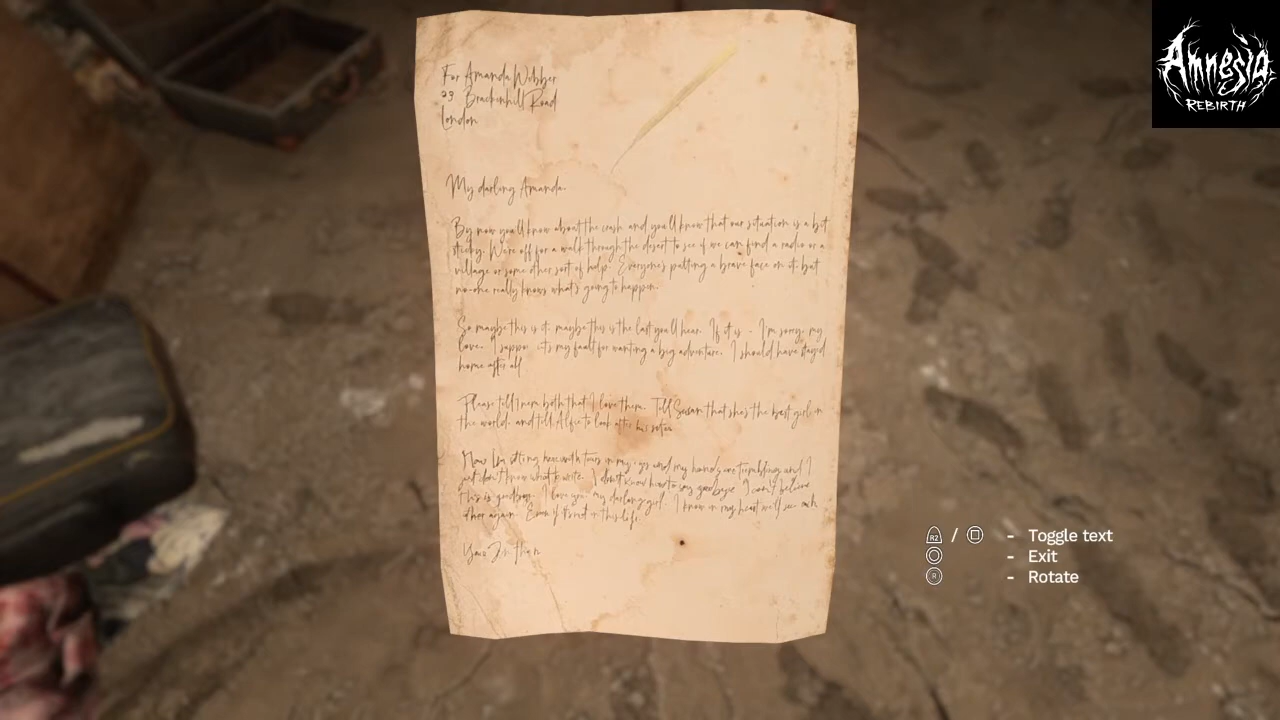 Amnesia
REBIRTH
For Amanda Webber
23 Brackenhill Road
London
My darling Amanda.
By now you'll know about the crash and you'll know that our situation is a bit
sticky. We're off for a walk through the desert to see if we can find a radio or a
village or some other sort of help. Everyone's putting a brave face on it, but
no-one really knows what's going to happen.
So maybe this is it, maybe this is the last you'll hear. If it is - I'm sorry, my
love. I suppose it's my fault for wanting a big adventure. I should have stayed
home after all.
Please tell them both that I love them. Tell Susan that she's the best girl in
the world, and tell Alfie to look after his sister.
Now I'm sitting here with tears in my eyes and my hands are trembling and I
just don't know what to write. I don't know how to say goodbye. I can't believe
this is goodbye. I love you my darling girl. I know in my heart we'll see each
other again. Even if it's not in this life.
Jonathan
R2 / - Toggle text
- Exit
R - Rotate